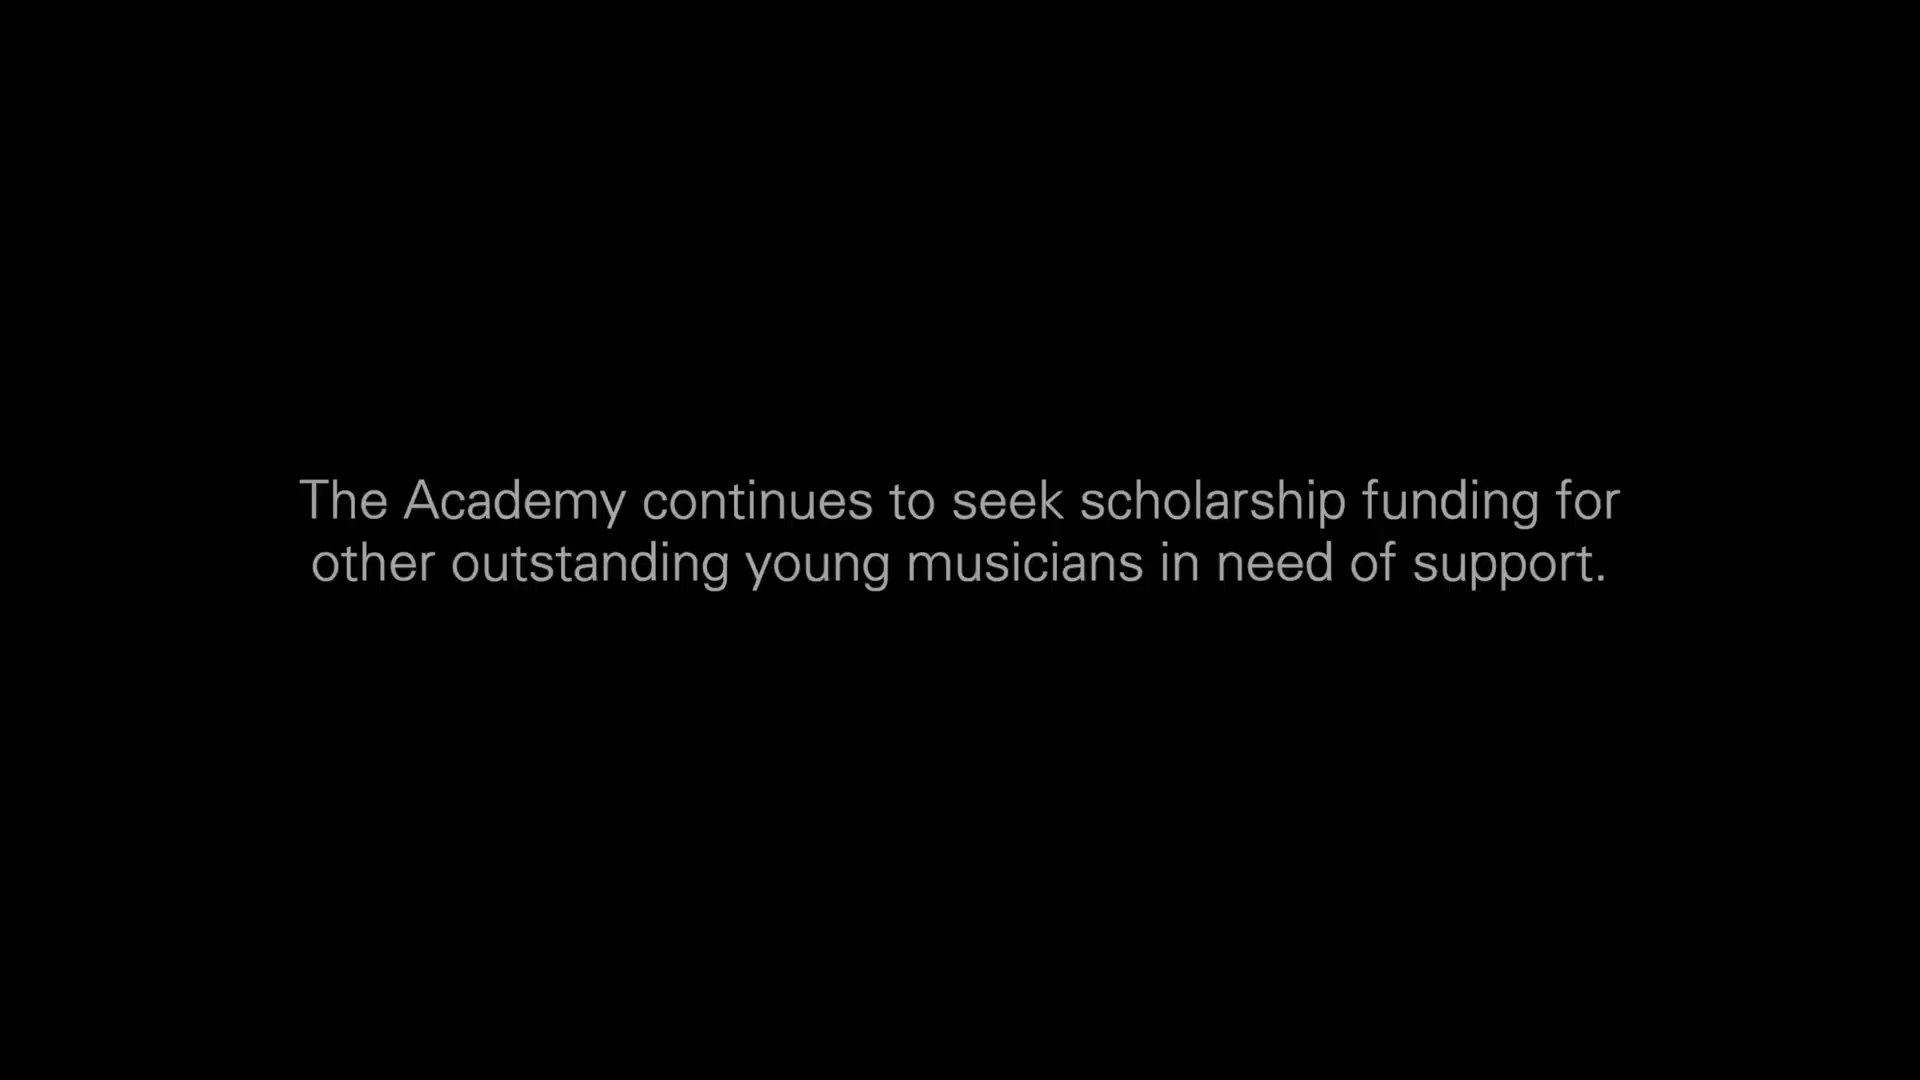 The Academy continues to seek scholarship funding for
other outstanding young musicians in need of support.